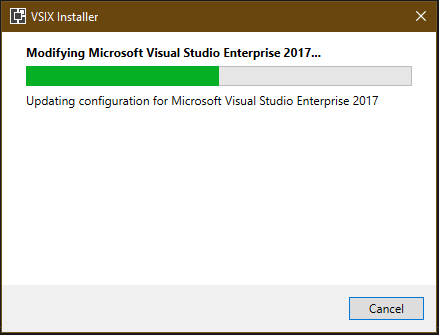 VSIX Installer
Modifying Microsoft Visual Studio Enterprise 2017...
Updating configuration for Microsoft Visual Studio Enterprise 2017
Cancel